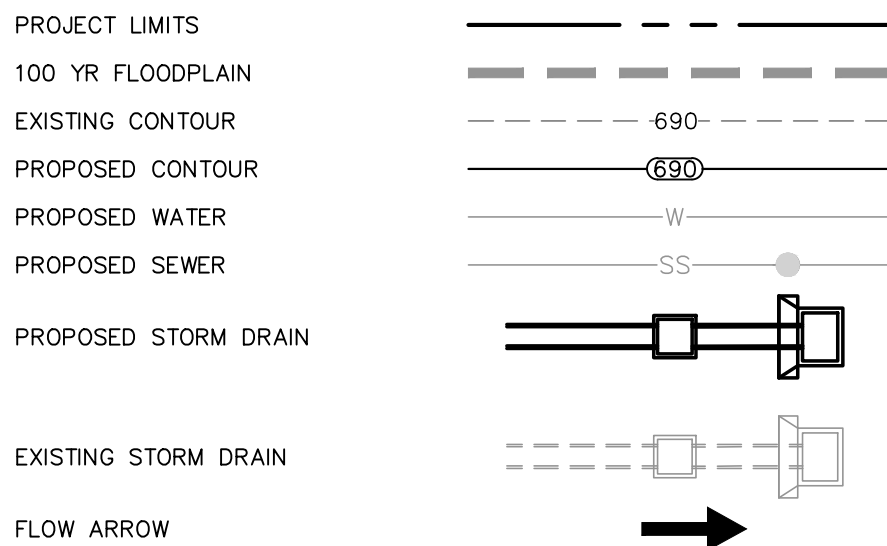 PROJECT LIMITS
100 YR FLOODPLAIN
EXISTING CONTOUR 690
PROPOSED CONTOUR 690
PROPOSED WATER W
PROPOSED SEWER SS
PROPOSED STORM DRAIN
EXISTING STORM DRAIN
FLOW ARROW